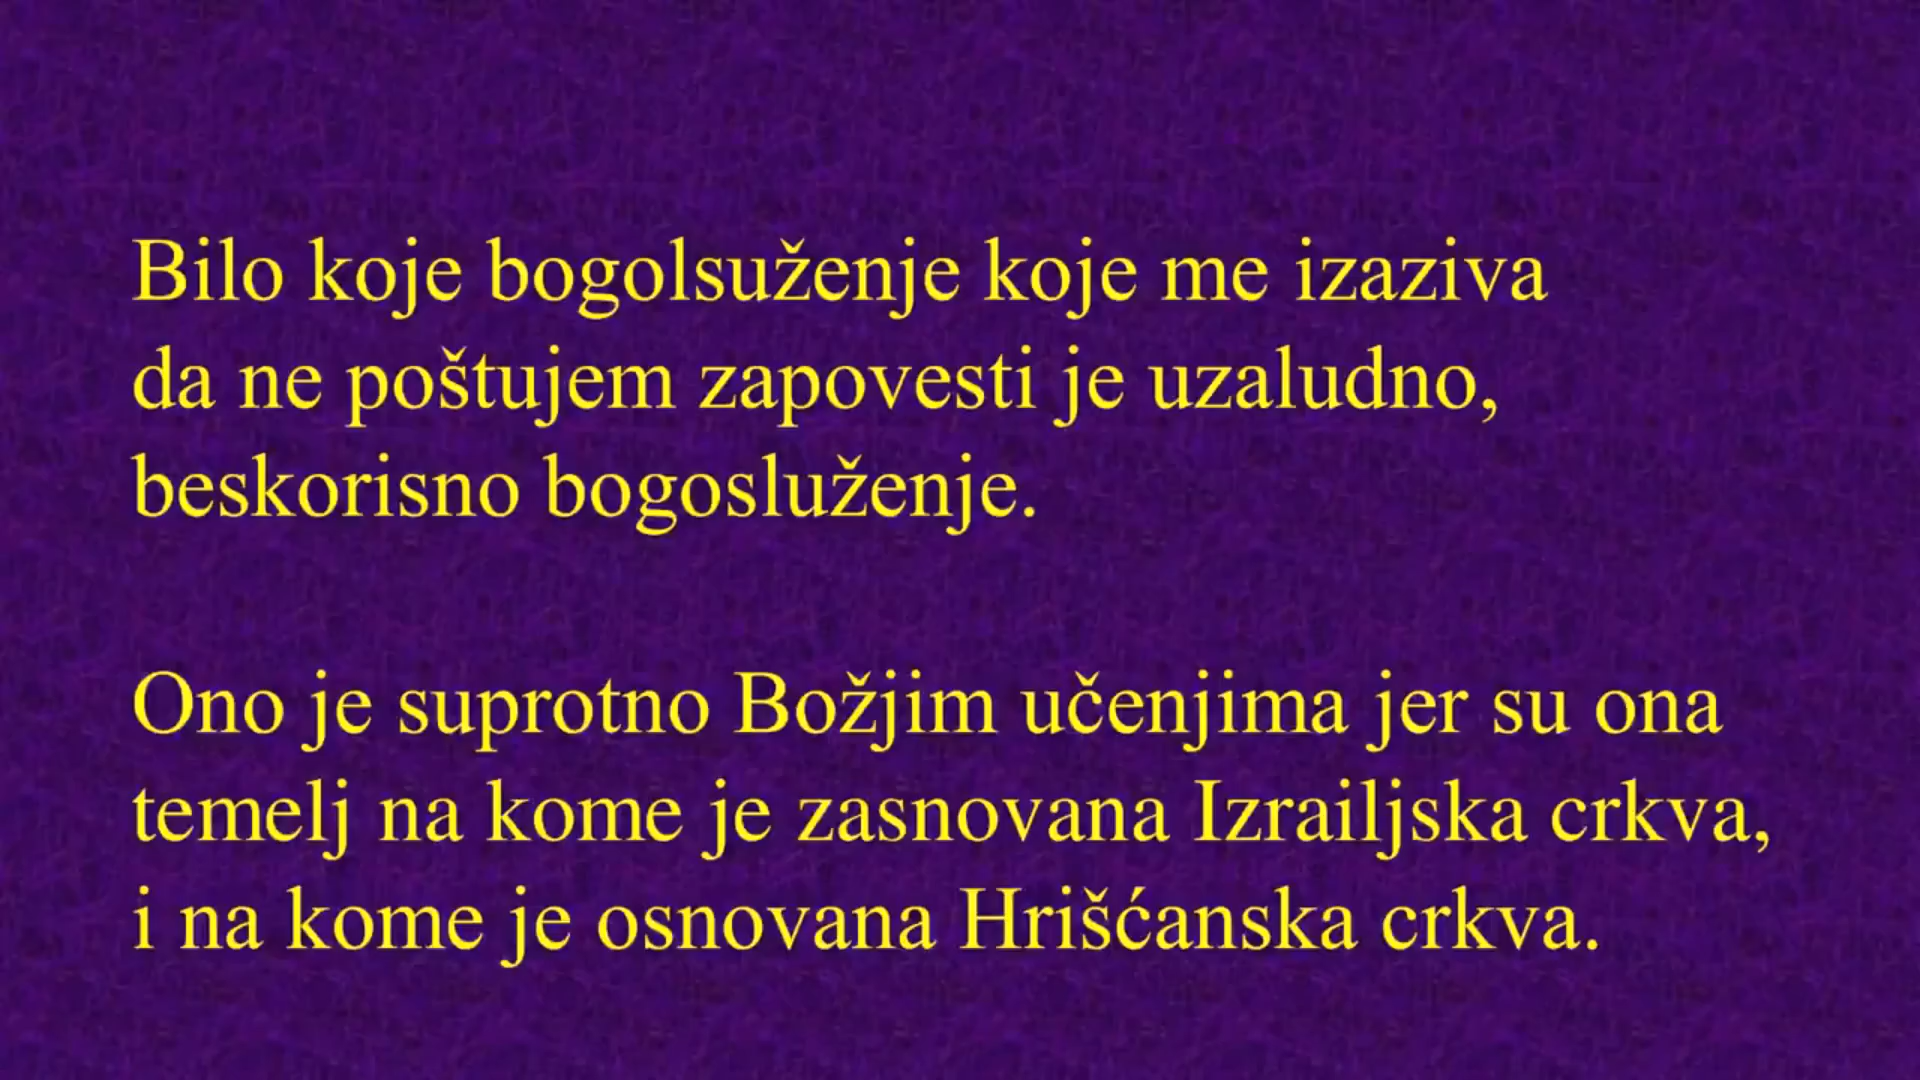 Bilo koje bogolsuženje koje me izaziva
da ne poštujem zapovesti je uzaludno,
beskorisno bogosluženje.
Ono je suprotno Božjim učenjima jer su ona
temelj na kome je zasnovana Izrailjska crkva,
i na kome je osnovana Hrišćanska crkva.